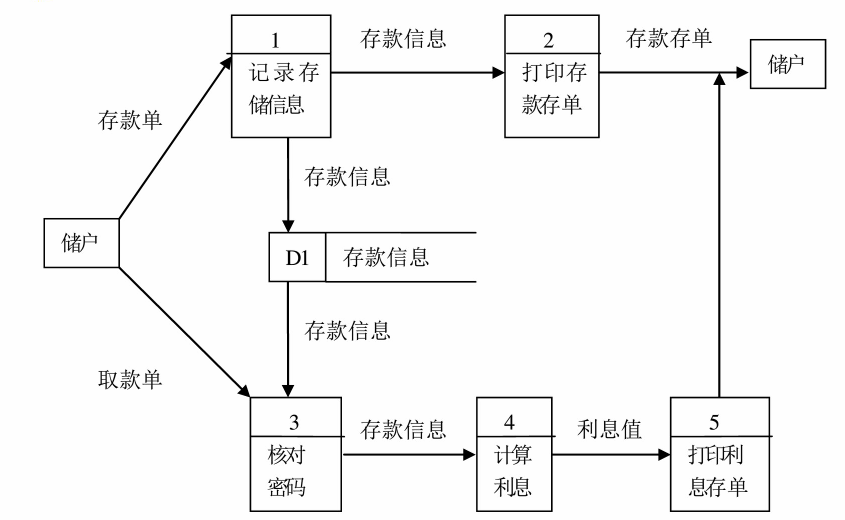 1
记录存
储信息
存款信息
2
打印存
款存单
存款存单
储户
存款单
存款信息
储户
D1
存款信息
存款信息
取款单
3
核对
密码
存款信息
4
计算
利息
利息值
5
打印利
息存单